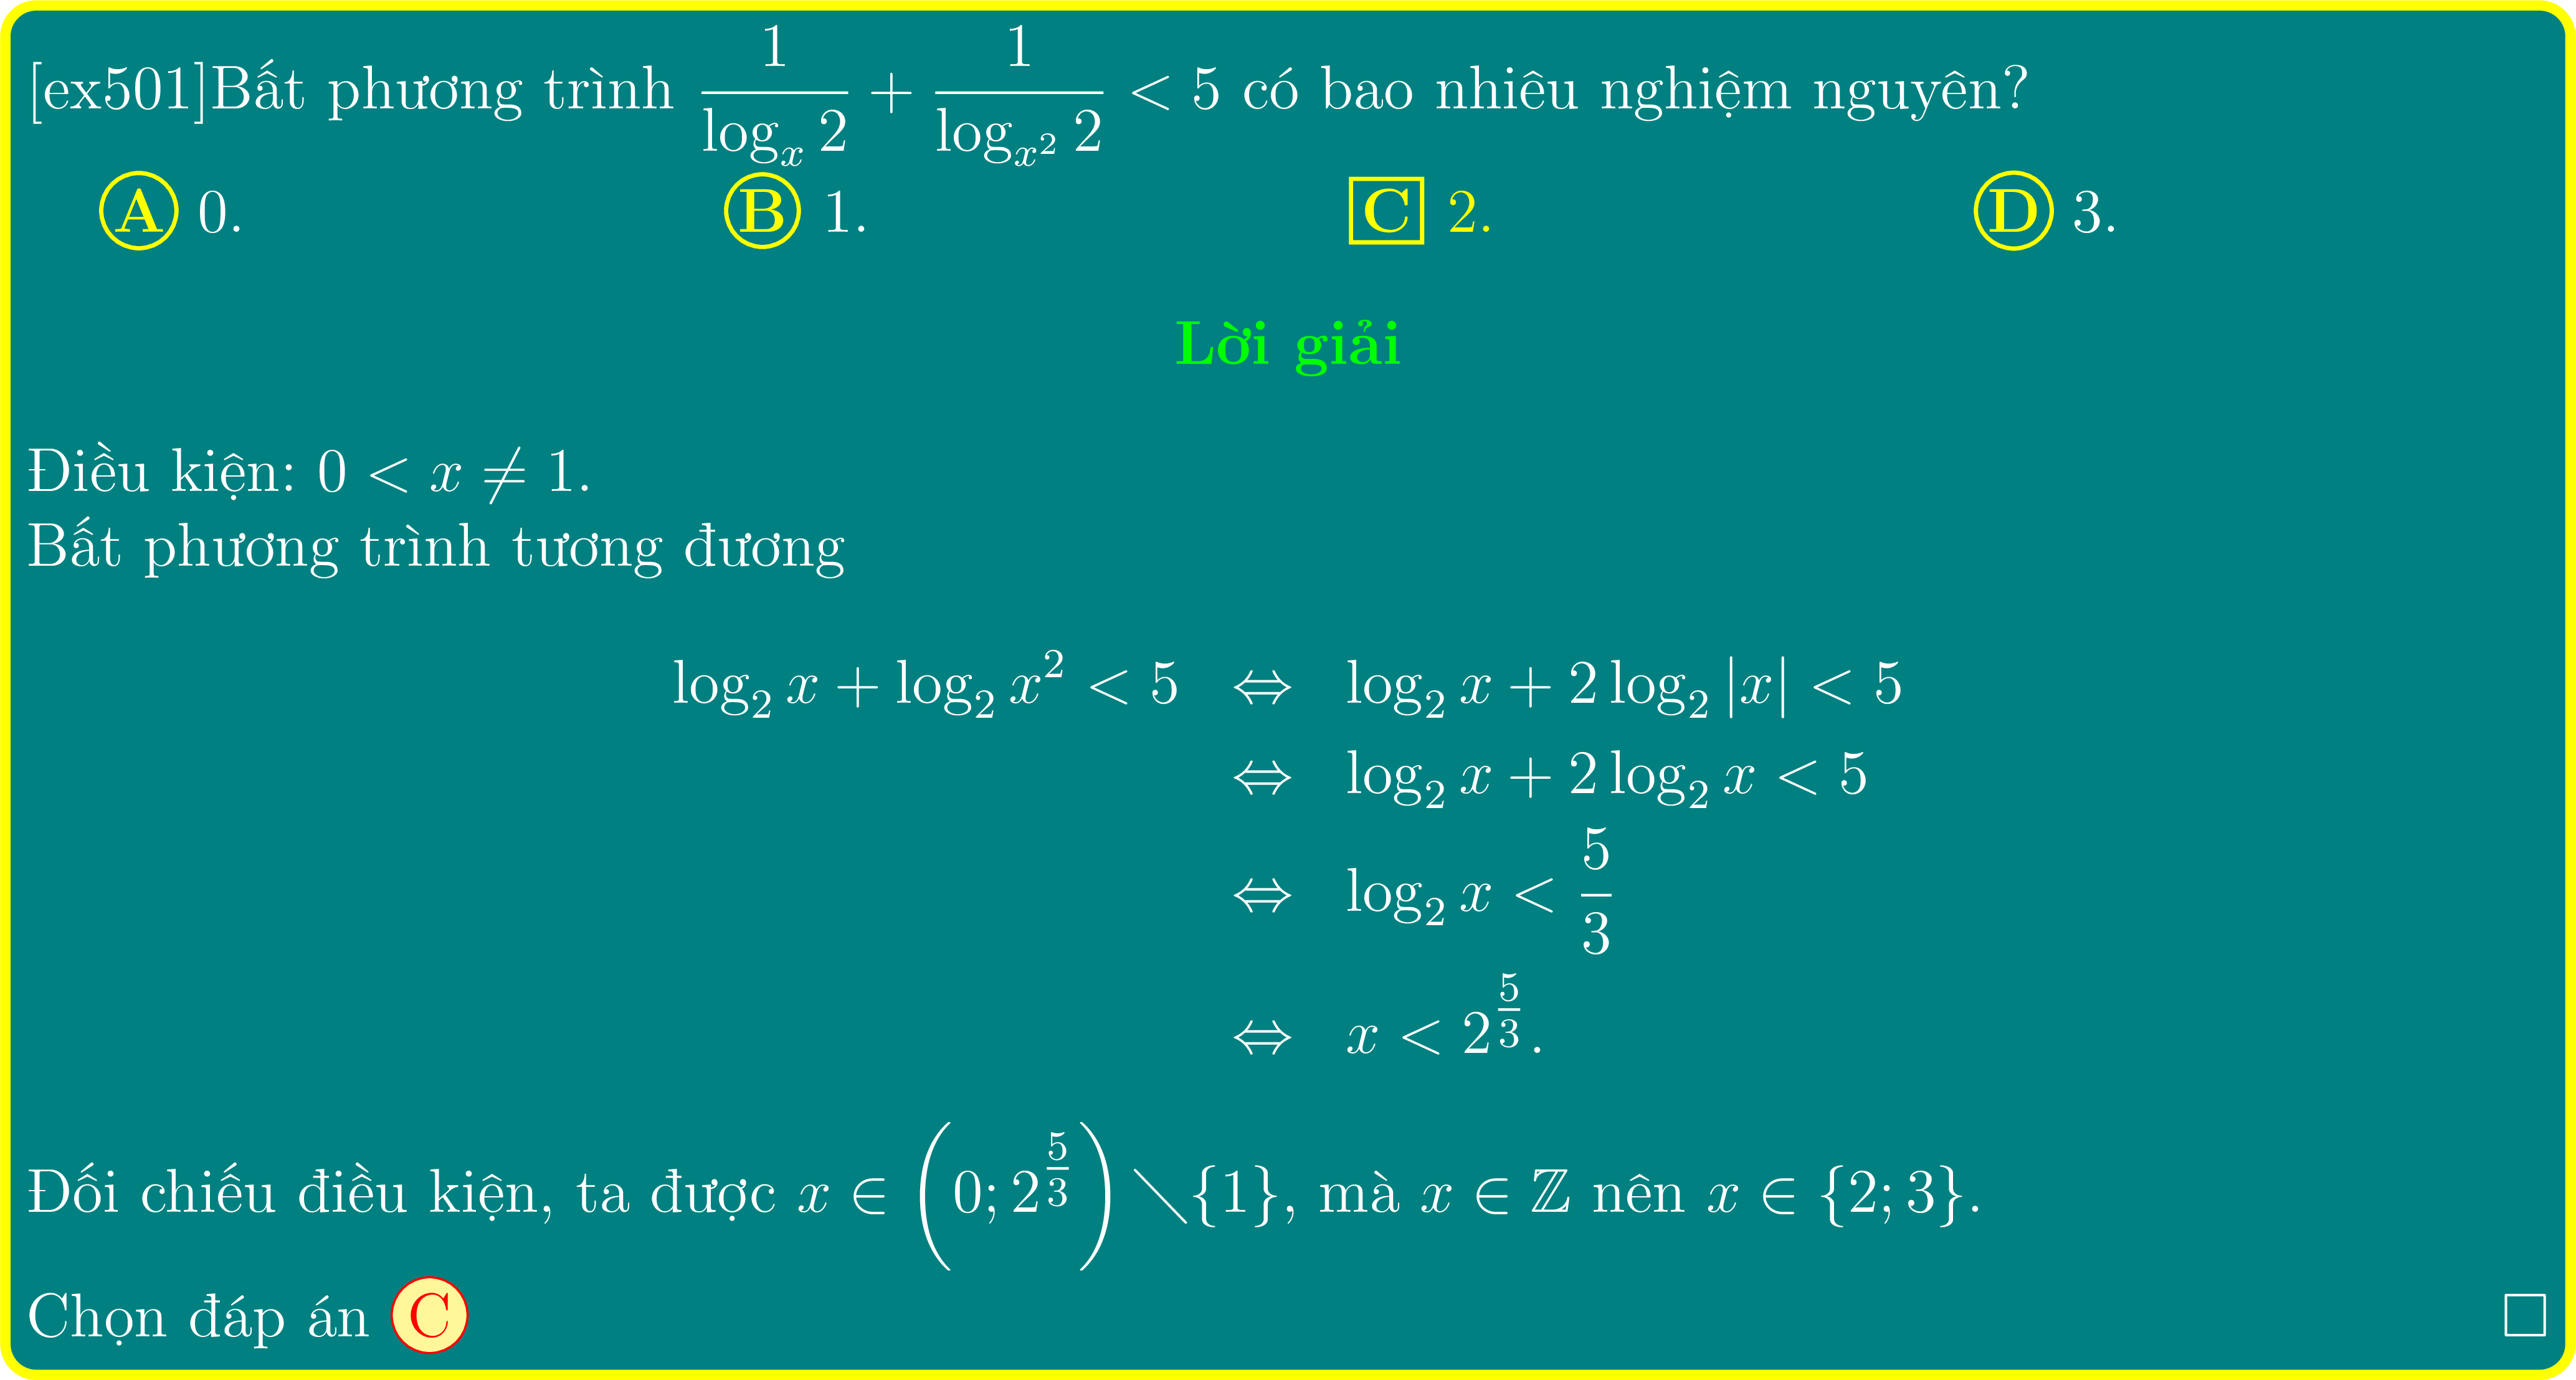 [ex501]Bất phương trình $\dfrac{1}{\log_x 2} + \dfrac{1}{\log_{x^2} 2} < 5$ có bao nhiêu nghiệm nguyên?
A 0. B 1. C 2. D 3.
Lời giải
Điều kiện: $0 < x \neq 1$.
Bất phương trình tương đương
$\log_2 x + \log_2 x^2 < 5 \Leftrightarrow \log_2 x + 2\log_2 |x| < 5$
$\Leftrightarrow \log_2 x + 2\log_2 x < 5$
$\Leftrightarrow \log_2 x < \dfrac{5}{3}$
$\Leftrightarrow x < 2^{\frac{5}{3}}.$
Đối chiếu điều kiện, ta được $x \in \left(0; 2^{\frac{5}{3}}\right) \setminus \{1\}$, mà $x \in \mathbb{Z}$ nên $x \in \{2; 3\}$.
Chọn đáp án C □